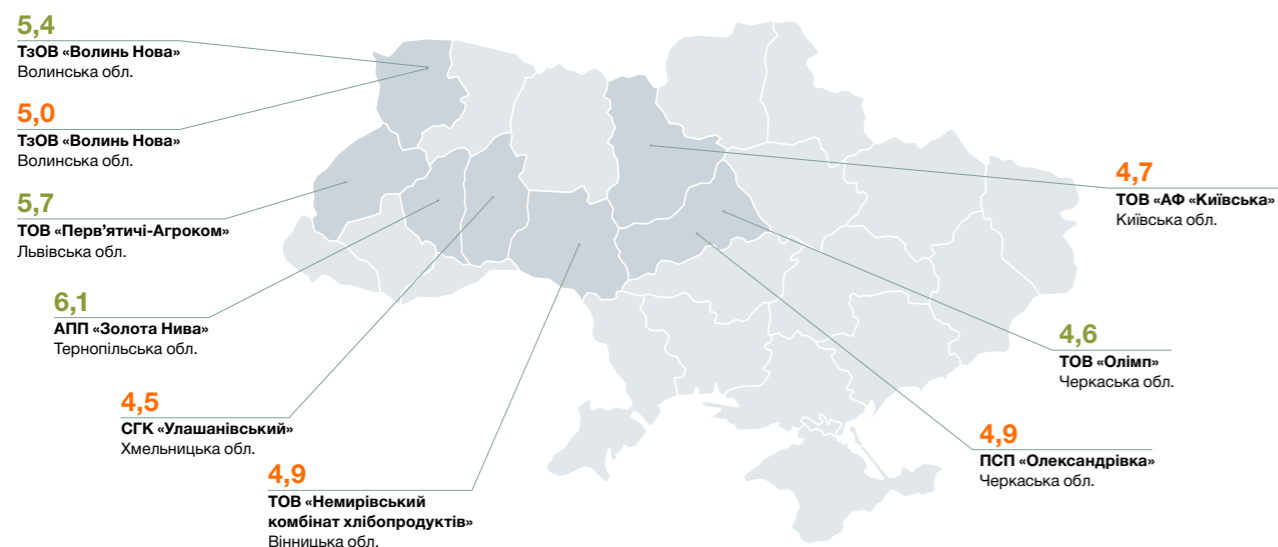 5,4
ТзОВ «Волинь Нова»
Волинська обл.
5,0
ТзОВ «Волинь Нова»
Волинська обл.
5,7
ТОВ «Перв’ятичі-Агроком»
Львівська обл.
6,1
АПП «Золота Нива»
Тернопільська обл.
4,5
СГК «Улашанівський»
Хмельницька обл.
4,9
ТОВ «Немирівський
комбінат хлібопродуктів»
Вінницька обл.
4,7
ТОВ «АФ «Київська»
Київська обл.
4,6
ТОВ «Олімп»
Черкаська обл.
4,9
ПСП «Олександрівка»
Черкаська обл.